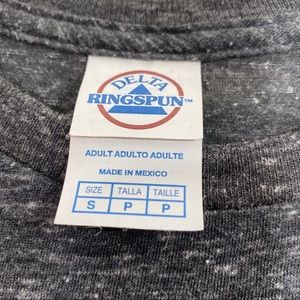 DELTA
RINGSPUN™
ADULT ADULTO ADULTE
MADE IN MEXICO
SIZE TALLA TAILLE
S P P